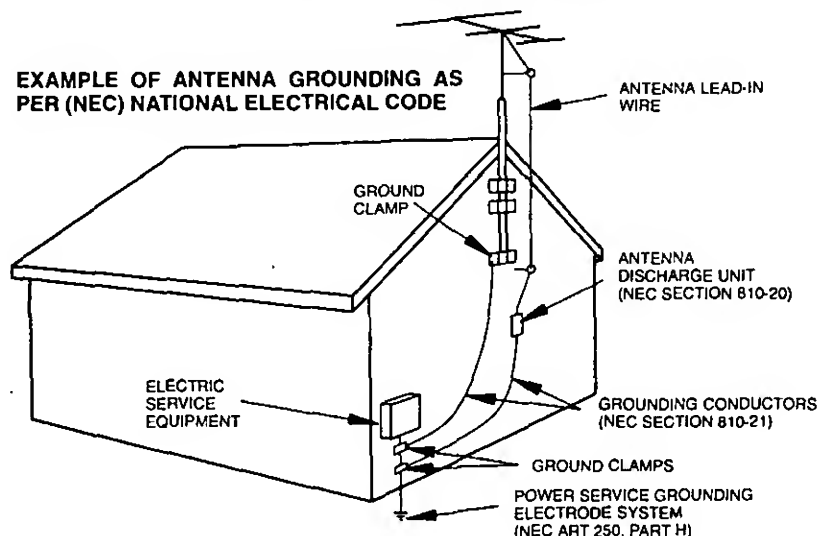 EXAMPLE OF ANTENNA GROUNDING AS
PER (NEC) NATIONAL ELECTRICAL CODE
ANTENNA LEAD-IN
WIRE
GROUND
CLAMP
ANTENNA
DISCHARGE UNIT
(NEC SECTION 810-20)
ELECTRIC
SERVICE
EQUIPMENT
GROUNDING CONDUCTORS
(NEC SECTION 810-21)
GROUND CLAMPS
POWER SERVICE GROUNDING
ELECTRODE SYSTEM
(NEC ART 250, PART H)